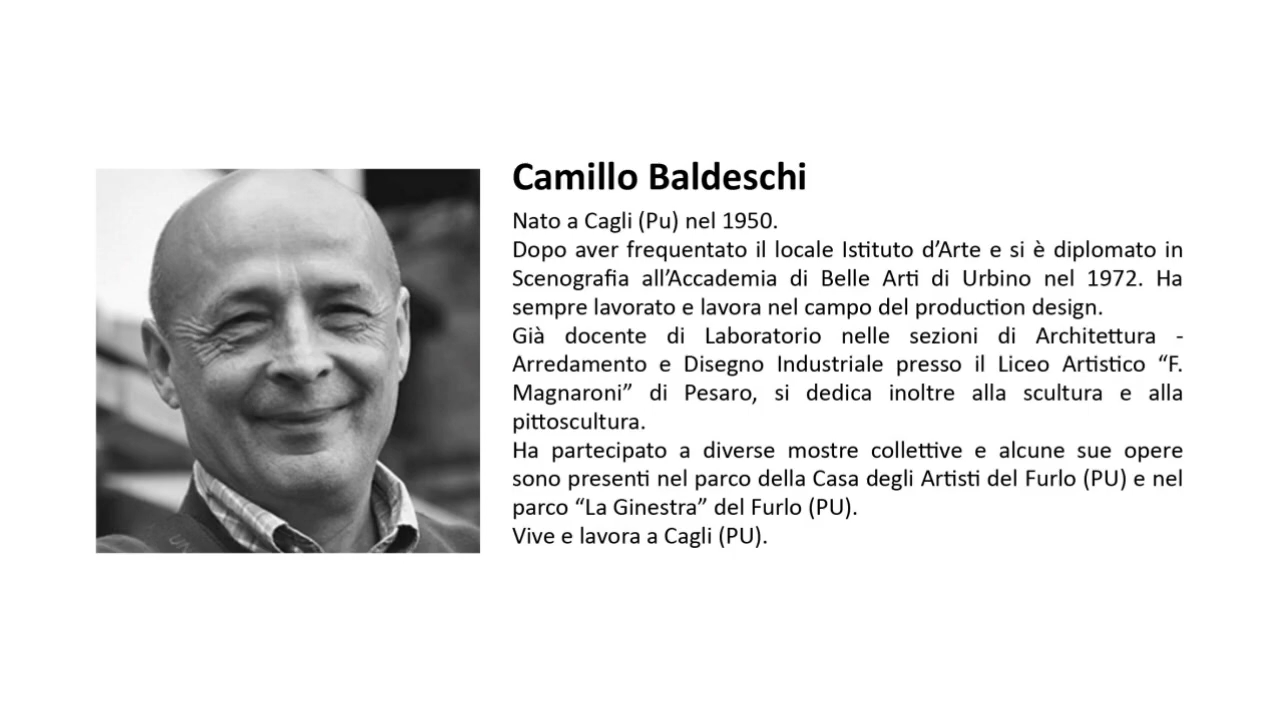 Camillo Baldeschi
Nato a Cagli (Pu) nel 1950.
Dopo aver frequentato il locale Istituto d’Arte e si è diplomato in
Scenografia all’Accademia di Belle Arti di Urbino nel 1972. Ha
sempre lavorato e lavora nel campo del production design.
Già docente di Laboratorio nelle sezioni di Architettura -
Arredamento e Disegno Industriale presso il Liceo Artistico “F.
Magnaroni” di Pesaro, si dedica inoltre alla scultura e alla
pittoscultura.
Ha partecipato a diverse mostre collettive e alcune sue opere
sono presenti nel parco della Casa degli Artisti del Furlo (PU) e nel
parco “La Ginestra” del Furlo (PU).
Vive e lavora a Cagli (PU).